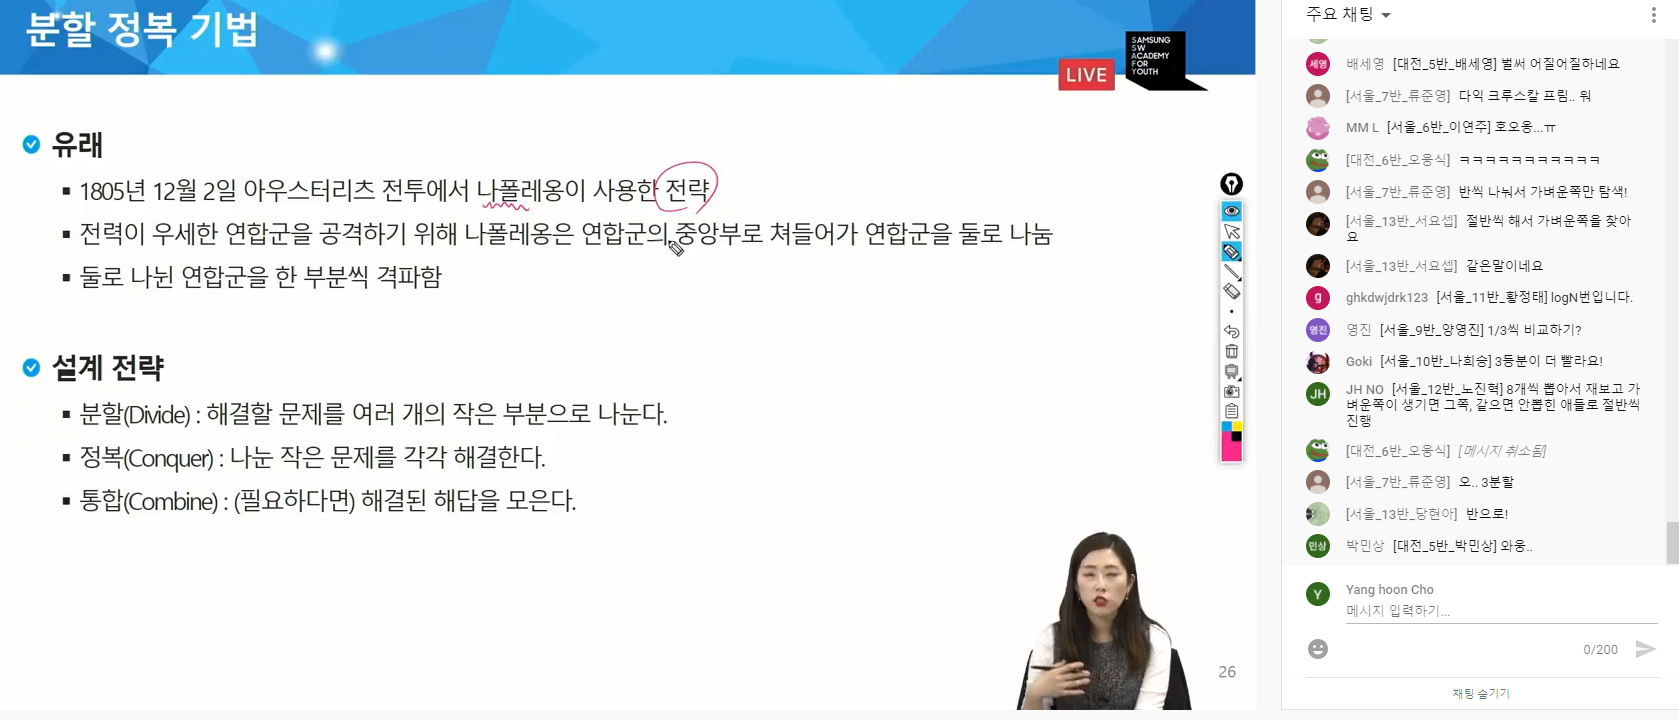 분할 정복 기법
LIVE
SAMSUNG
SW
ACADEMY
FOR
YOUTH
유래
1805년 12월 2일 아우스터리츠 전투에서 나폴레옹이 사용한 전략
전력이 우세한 연합군을 공격하기 위해 나폴레옹은 연합군의 중앙부로 쳐들어가 연합군을 둘로 나눔
둘로 나뉜 연합군을 한 부분씩 격파함
설계 전략
분할(Divide) : 해결할 문제를 여러 개의 작은 부분으로 나눈다.
정복(Conquer) : 나눈 작은 문제를 각각 해결한다.
통합(Combine) : (필요하다면) 해결된 해답을 모은다.
26
주요 채팅
세영 배세영 [대전_5반_배세영] 벌써 어질어질하네요
[서울_7반_류준영] 다익 크루스칼 프림.. 워
MM L [서울_6반_이연주] 호오옹...ㅠ
[대전_6반_오웅식] ㅋㅋㅋㅋㅋㅋㅋㅋㅋㅋㅋ
[서울_7반_류준영] 반씩 나눠서 가벼운쪽만 탐색!
[서울_13반_서요셉] 절반씩 해서 가벼운쪽을 찾아
요
[서울_13반_서요셉] 같은말이네요
g ghkdwjdrk123 [서울_11반_황정태] logN번입니다.
영진 영진 [서울_9반_양영진] 1/3씩 비교하기?
Goki [서울_10반_나희승] 3등분이 더 빨라요!
JH JH NO [서울_12반_노진혁] 8개씩 뽑아서 재보고 가
벼운쪽이 생기면 그쪽, 같으면 안뽑힌 애들로 절반씩
진행
[대전_6반_오웅식] [메시지 취소됨]
[서울_7반_류준영] 오.. 3분할
[서울_13반_당현아] 반으로!
민상 박민상 [대전_5반_박민상] 와웅..
Y Yang hoon Cho
메시지 입력하기...
0/200
채팅 숨기기